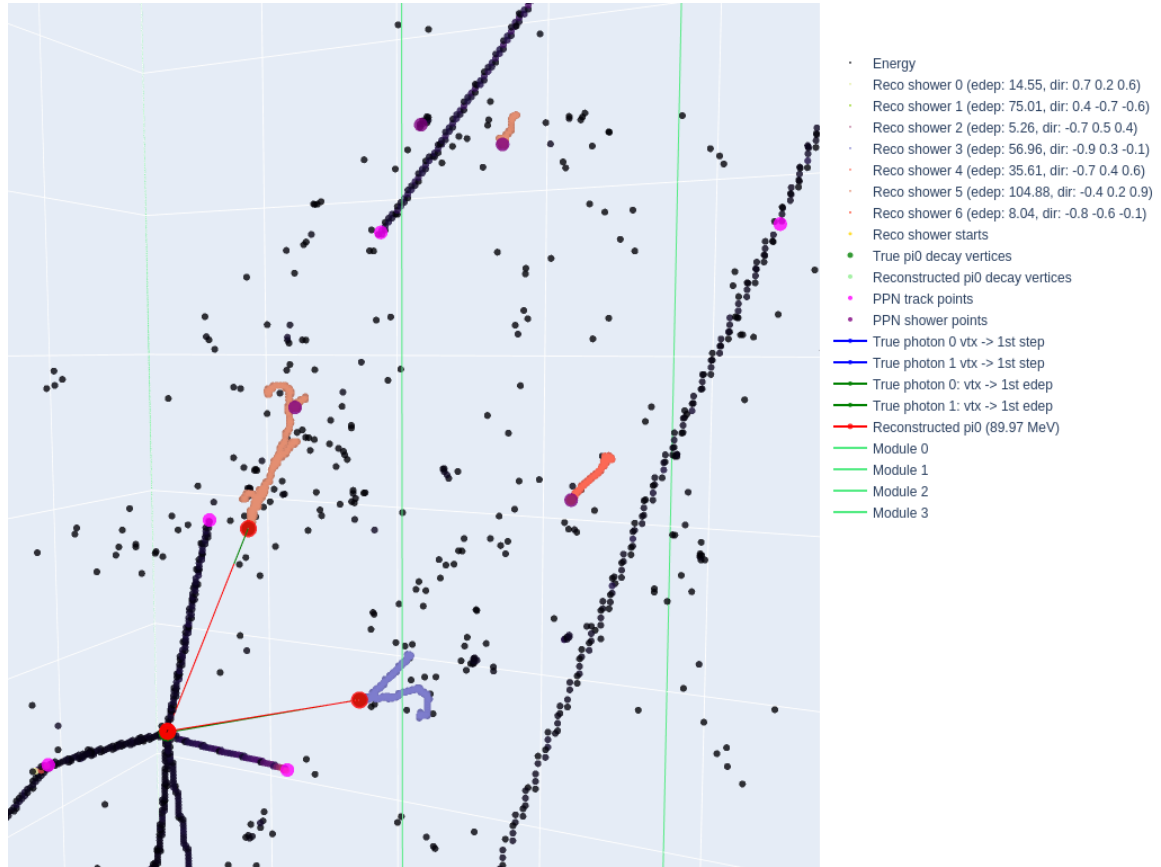 Energy
Reco shower 0 (edep: 14.55, dir: 0.7 0.2 0.6)
Reco shower 1 (edep: 75.01, dir: 0.4 -0.7 -0.6)
Reco shower 2 (edep: 5.26, dir: -0.7 0.5 0.4)
Reco shower 3 (edep: 56.96, dir: -0.9 0.3 -0.1)
Reco shower 4 (edep: 35.61, dir: -0.7 0.4 0.6)
Reco shower 5 (edep: 104.88, dir: -0.4 0.2 0.9)
Reco shower 6 (edep: 8.04, dir: -0.8 -0.6 -0.1)
Reco shower starts
True pi0 decay vertices
Reconstructed pi0 decay vertices
PPN track points
PPN shower points
True photon 0 vtx -> 1st step
True photon 1 vtx -> 1st step
True photon 0: vtx -> 1st edep
True photon 1: vtx -> 1st edep
Reconstructed pi0 (89.97 MeV)
Module 0
Module 1
Module 2
Module 3